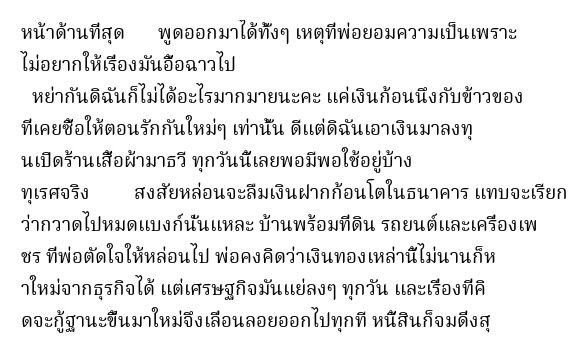 หน้าด้านที่สุด พูดออกมาได้ทั้งๆ เหตุที่พ่อยอมความเป็นเพราะ
ไม่อยากให้เรื่องมันอื้อฉาวไป
หย่ากันดิฉันก็ไม่ได้อะไรมากมายนะคะ แค่เงินก้อนนึงกับข้าวของ
ที่เคยซื้อให้ตอนรักกันใหม่ๆ เท่านั้น ดีแต่ดิฉันเอาเงินมาลงทุ
นเปิดร้านเสื้อผ้ามาธวี ทุกวันนี้เลยพอมีพอใช้อยู่บ้าง
ทุเรศจริง สงสัยหล่อนจะลืมเงินฝากก้อนโตในธนาคาร แทบจะเรียก
ว่ากวาดไปหมดแบงก์นั่นแหละ บ้านพร้อมที่ดิน รถยนต์และเครื่องเพ
ชร ที่พ่อตัดใจให้หล่อนไป พ่อคงคิดว่าเงินทองเหล่านี้ไม่นานก็ห
าใหม่จากธุรกิจได้ แต่เศรษฐกิจมันแย่ลงๆ ทุกวัน และเรื่องที่คิ
ดจะกู้ฐานะขึ้นมาใหม่จึงเลื่อนลอยออกไปทุกที หนี้สินก็จมดิ่งสุ